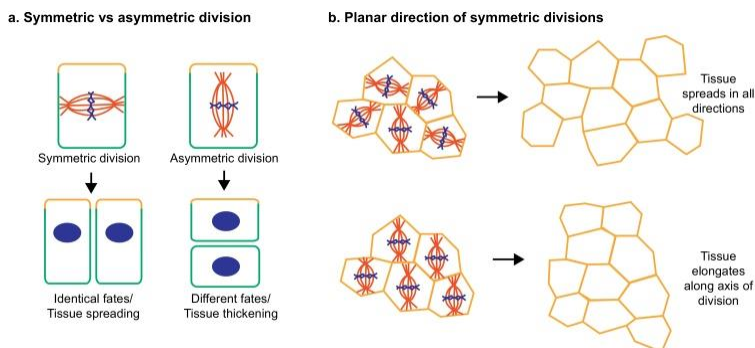 a. Symmetric vs asymmetric division
Symmetric division
Asymmetric division
Identical fates/
Tissue spreading
Different fates/
Tissue thickening
b. Planar direction of symmetric divisions
Tissue
spreads in all
directions
Tissue
elongates
along axis of
division